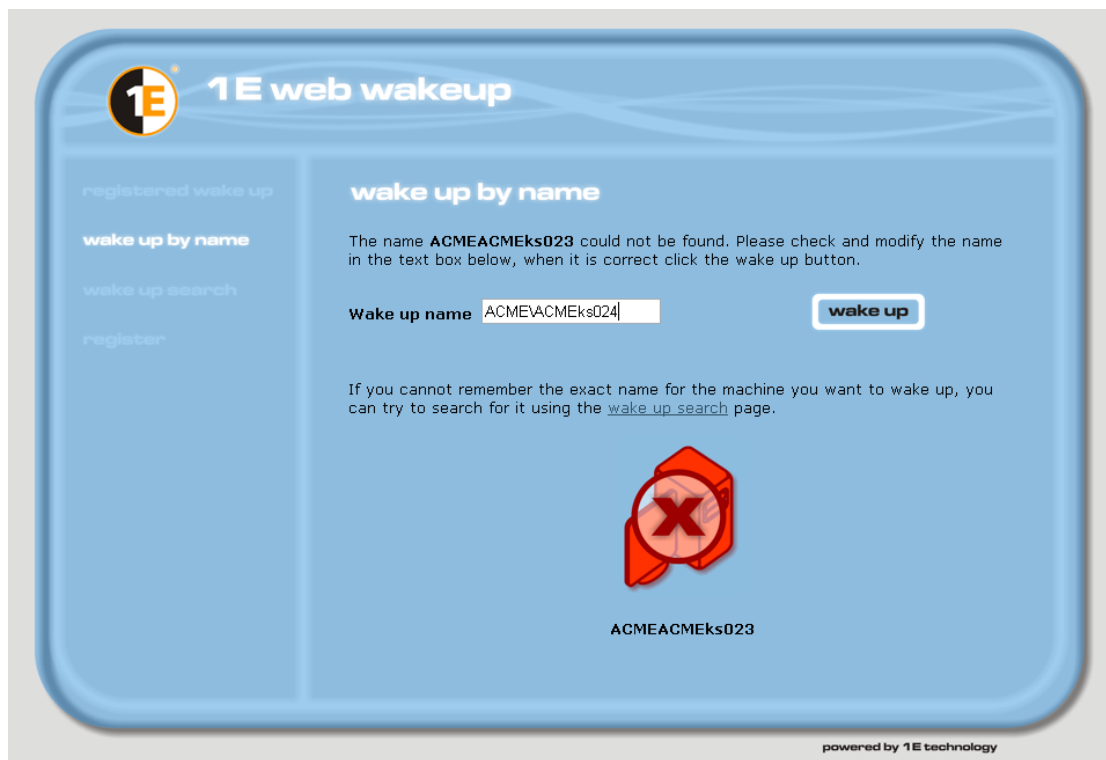 1E web wakeup
registered wake up
wake up by name
wake up search
register
wake up by name
The name ACMEACMEks023 could not be found. Please check and modify the name
in the text box below, when it is correct click the wake up button.
Wake up name ACME\ACMEks024 wake up
If you cannot remember the exact name for the machine you want to wake up, you
can try to search for it using the wake up search page.
X
ACMEACMEks023
powered by 1E technology